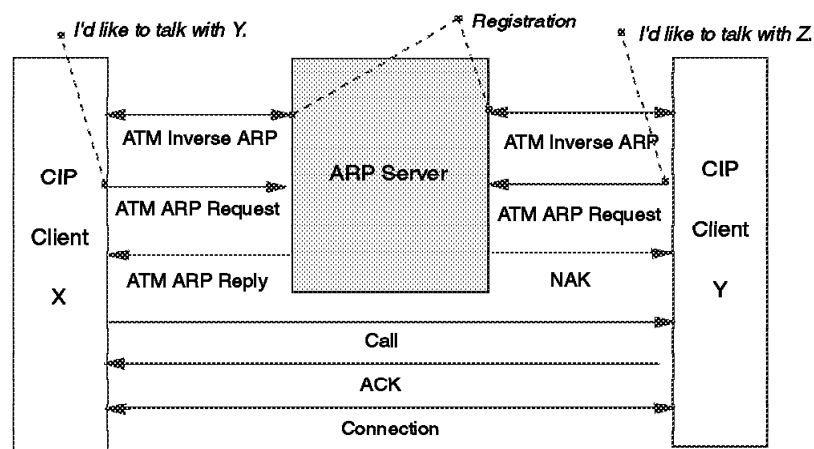 I'd like to talk with Y.
Registration
I'd like to talk with Z.
ATM Inverse ARP
ATM Inverse ARP
CIP
Client
X
ARP Server
CIP
Client
Y
ATM ARP Request
ATM ARP Request
ATM ARP Reply
NAK
Call
ACK
Connection